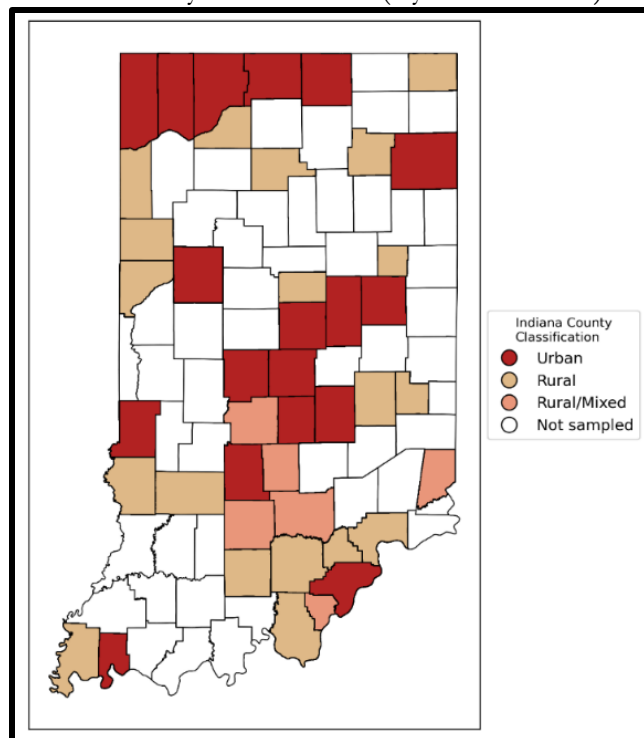 Indiana County
Classification
Urban
Rural
Rural/Mixed
Not sampled